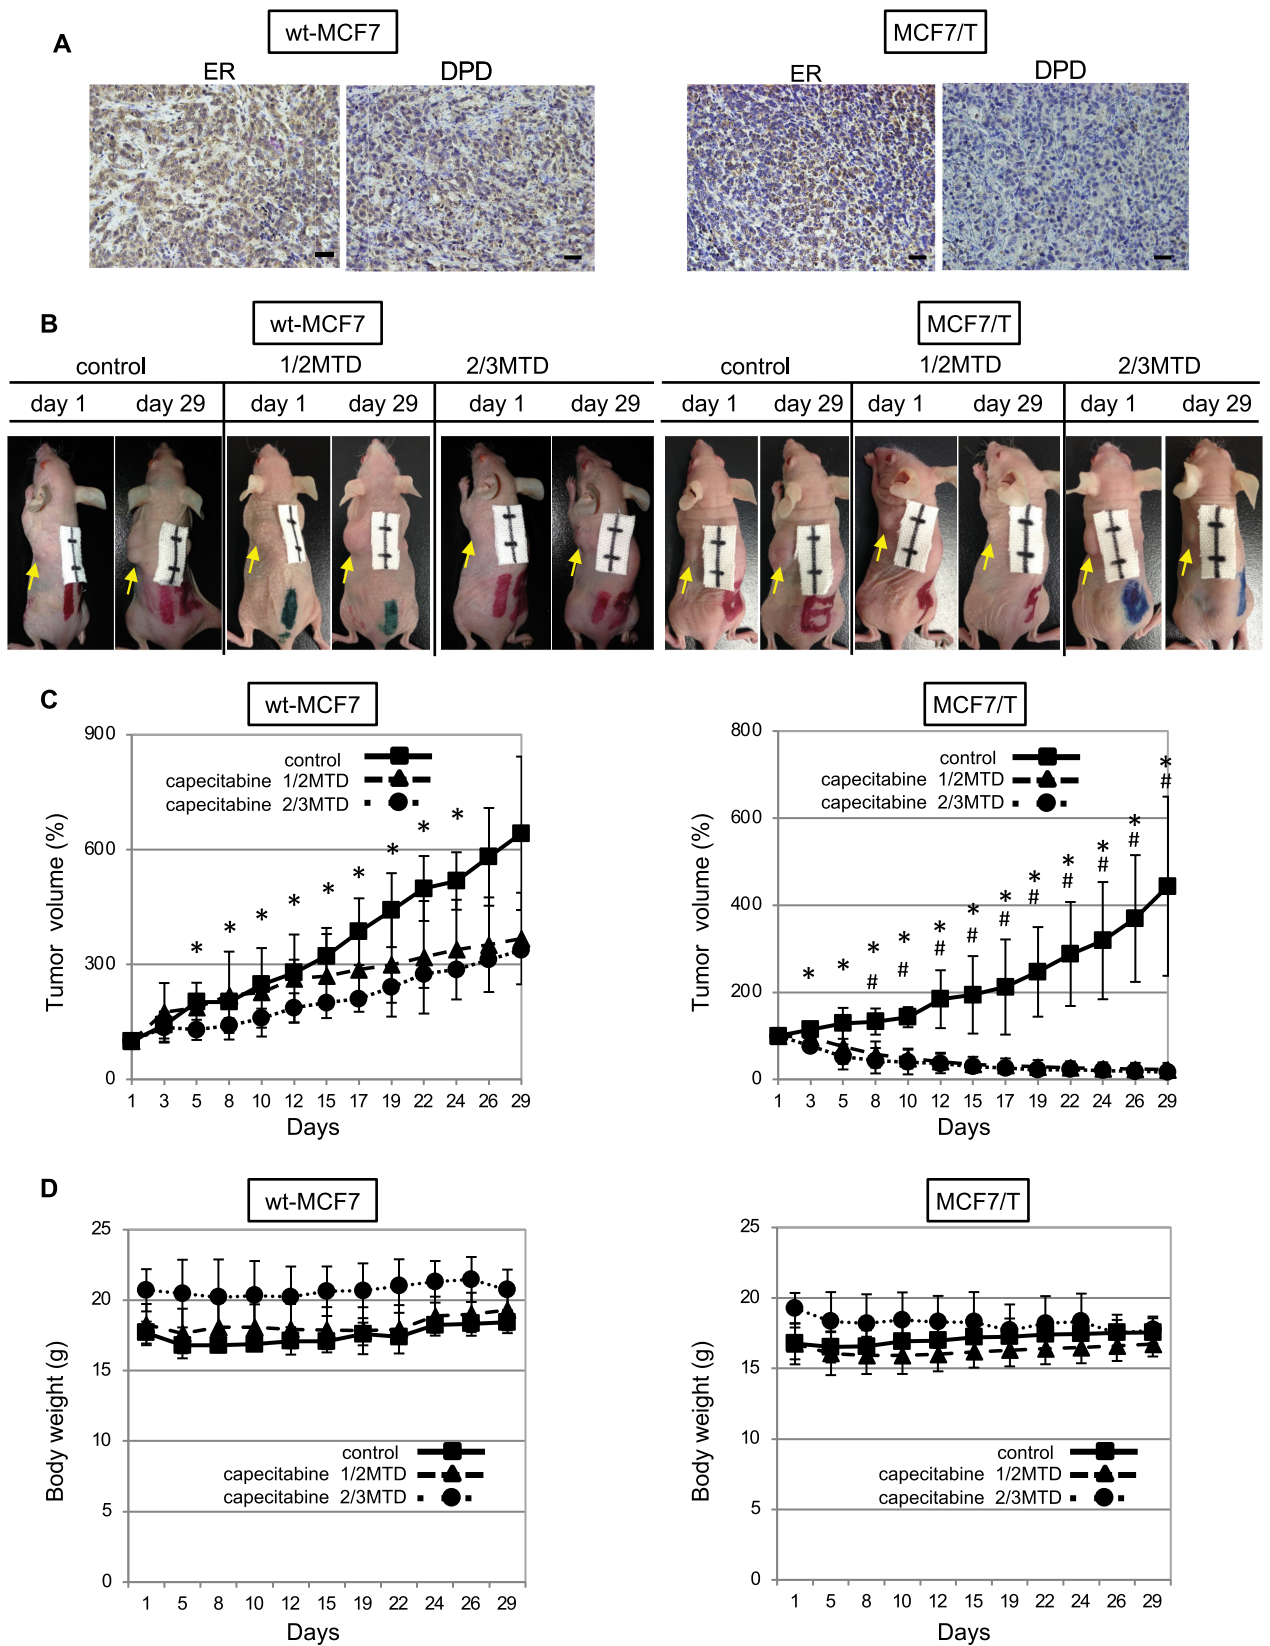 A
wt-MCF7
MCF7/T
ER
DPD
ER
DPD
B
wt-MCF7
MCF7/T
control
1/2MTD
2/3MTD
control
1/2MTD
2/3MTD
day 1
day 29
day 1
day 29
day 1
day 29
day 1
day 29
day 1
day 29
day 1
day 29
C
wt-MCF7
MCF7/T
Tumor volume (%)
900
600
300
0
control
capecitabine 1/2MTD
capecitabine 2/3MTD
* * * * * * * * *
1 3 5 8 10 12 15 17 19 22 24 26 29
Days
Tumor volume (%)
800
600
400
200
0
control
capecitabine 1/2MTD
capecitabine 2/3MTD
* * * * * * * * * * * *
# # # # # # # # # #
1 3 5 8 10 12 15 17 19 22 24 26 29
Days
D
wt-MCF7
MCF7/T
Body weight (g)
25
20
15
10
5
0
control
capecitabine 1/2MTD
capecitabine 2/3MTD
1 5 8 10 12 15 19 22 24 26 29
Days
Body weight (g)
25
20
15
10
5
0
control
capecitabine 1/2MTD
capecitabine 2/3MTD
1 5 8 10 12 15 19 22 24 26 29
Days